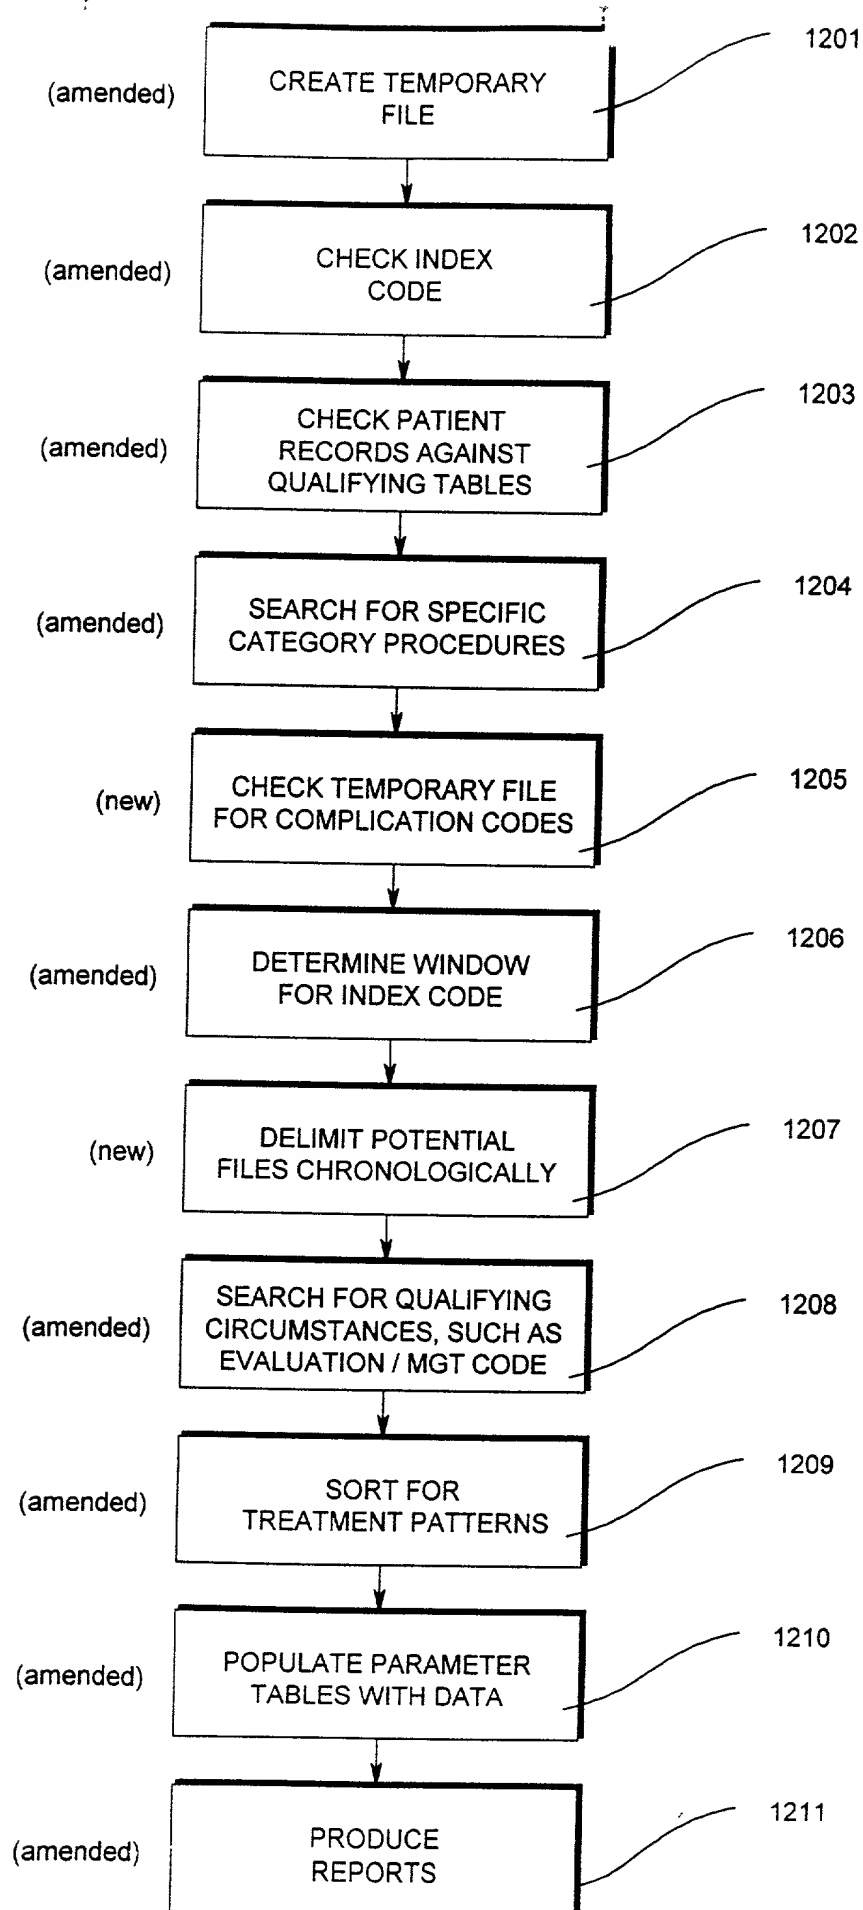 1201
(amended)
CREATE TEMPORARY
FILE
1202
(amended)
CHECK INDEX
CODE
1203
(amended)
CHECK PATIENT
RECORDS AGAINST
QUALIFYING TABLES
1204
(amended)
SEARCH FOR SPECIFIC
CATEGORY PROCEDURES
1205
(new)
CHECK TEMPORARY FILE
FOR COMPLICATION CODES
1206
(amended)
DETERMINE WINDOW
FOR INDEX CODE
1207
(new)
DELIMIT POTENTIAL
FILES CHRONOLOGICALLY
1208
(amended)
SEARCH FOR QUALIFYING
CIRCUMSTANCES, SUCH AS
EVALUATION / MGT CODE
1209
(amended)
SORT FOR
TREATMENT PATTERNS
1210
(amended)
POPULATE PARAMETER
TABLES WITH DATA
1211
(amended)
PRODUCE
REPORTS